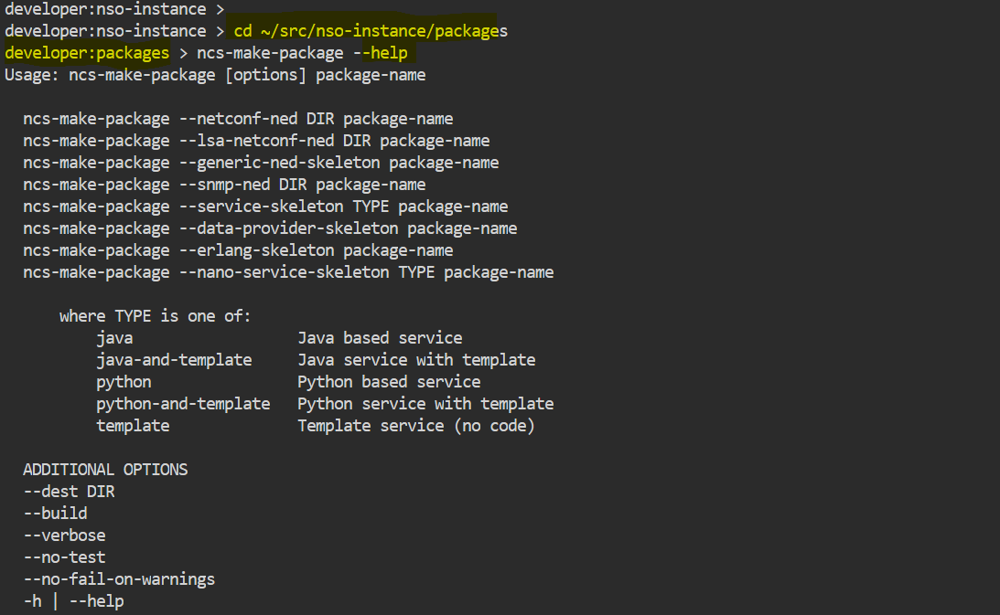 developer:nso-instance >
developer:nso-instance > cd ~/src/nso-instance/packages
developer:packages > ncs-make-package --help
Usage: ncs-make-package [options] package-name
ncs-make-package --netconf-ned DIR package-name
ncs-make-package --lsa-netconf-ned DIR package-name
ncs-make-package --generic-ned-skeleton package-name
ncs-make-package --snmp-ned DIR package-name
ncs-make-package --service-skeleton TYPE package-name
ncs-make-package --data-provider-skeleton package-name
ncs-make-package --erlang-skeleton package-name
ncs-make-package --nano-service-skeleton TYPE package-name
where TYPE is one of:
java Java based service
java-and-template Java service with template
python Python based service
python-and-template Python service with template
template Template service (no code)
ADDITIONAL OPTIONS
--dest DIR
--build
--verbose
--no-test
--no-fail-on-warnings
-h | --help